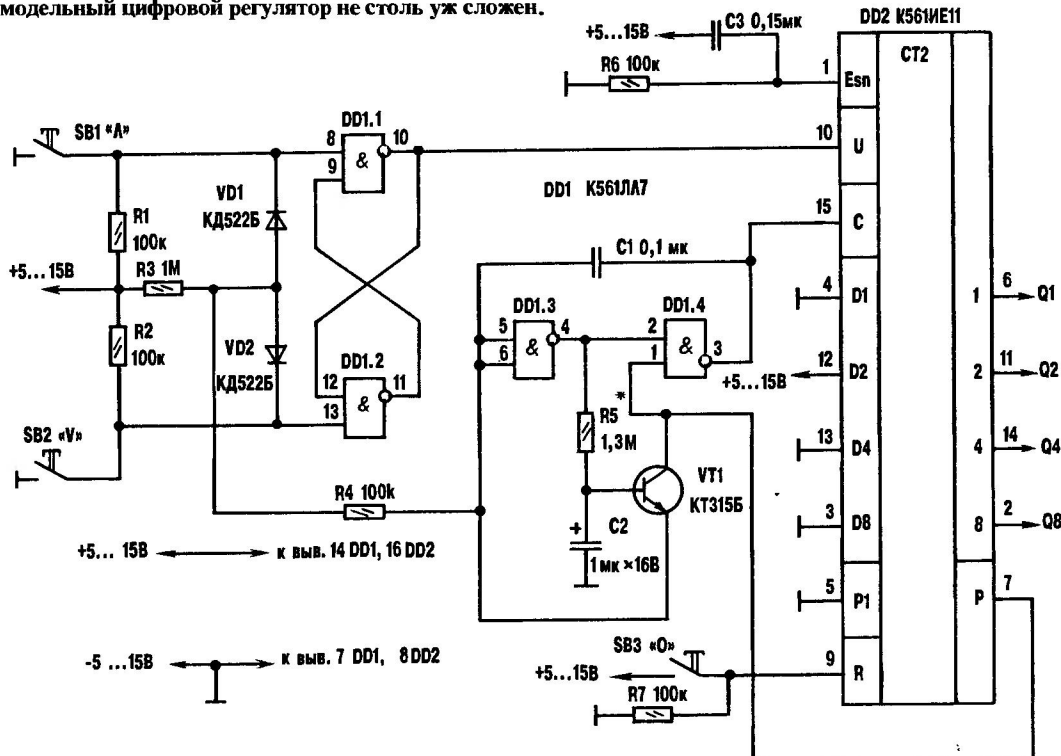 модельный цифровой регулятор не столь уж сложен.
C3 0,15мк
DD2 К561ИЕ11
+5...15В
R6 100к
1 Esn
CT2
SB1 «Λ»
DD1.1
8
9
&
10
10 U
DD1 К561ЛА7
VD1
КД522Б
R1
100к
15 C
C1 0,1 мк
+5...15В
R3 1М
4 D1
1 6 Q1
DD1.3
5
6
&
4
DD1.4
2
1
&
3
R2
100к
VD2
КД522Б
DD1.2
12
13
&
11
+5...15В
12 D2
2 11 Q2
*
R5
1,3М
SB2 «V»
13 D4
4 14 Q4
VT1
КТ315Б
R4 100k
+
C2
1мк×16В
3 D8
8 2 Q8
+5... 15В
к выв. 14 DD1, 16 DD2
5 P1
P 7
-5 ...15В
к выв. 7 DD1, 8DD2
SB3 «О»
+5...15В
9 R
R7 100к